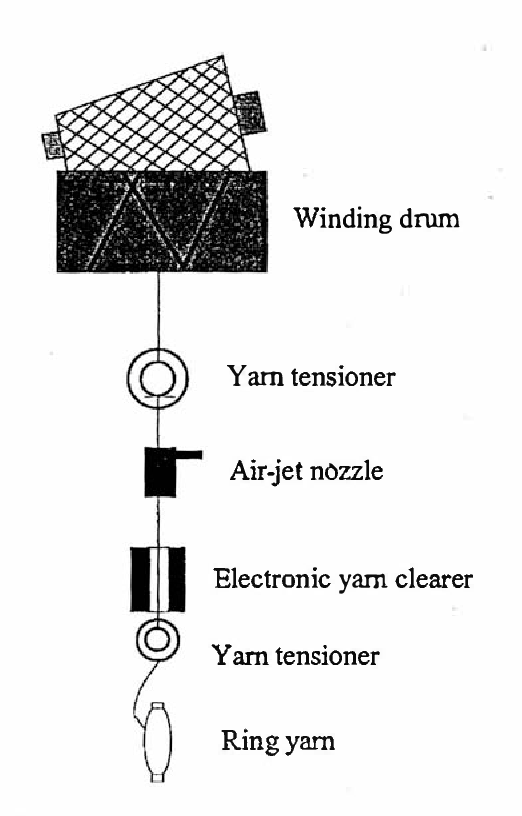 Winding drum
Yarn tensioner
Air-jet nozzle
Electronic yarn clearer
Yarn tensioner
Ring yarn